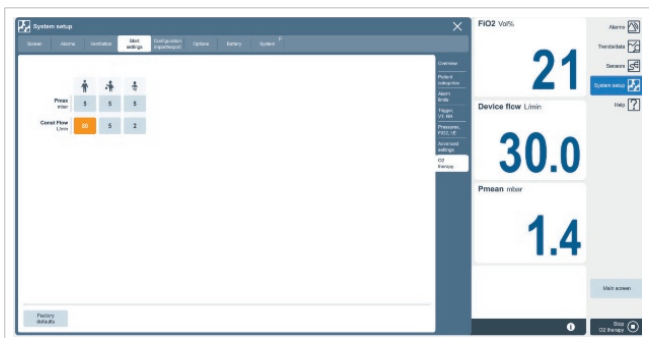 System setup
Screen
Alarms
Ventilation
Start settings
Configuration import/export
Options
Battery
System
Overview
Patient categories
Alarm limits
Trigger, VT, RR
Pressures, FiO2, I/E
Advanced settings
O2 therapy
Pmax mbar 5 5 5
Const Flow L/min 5 2
Factory defaults
FiO2 Vol%
21
Device flow L/min
30.0
Pmean mbar
1.4
Alarms
Trends/data
Sensors
System setup
Help
Main screen
Stop O2 therapy